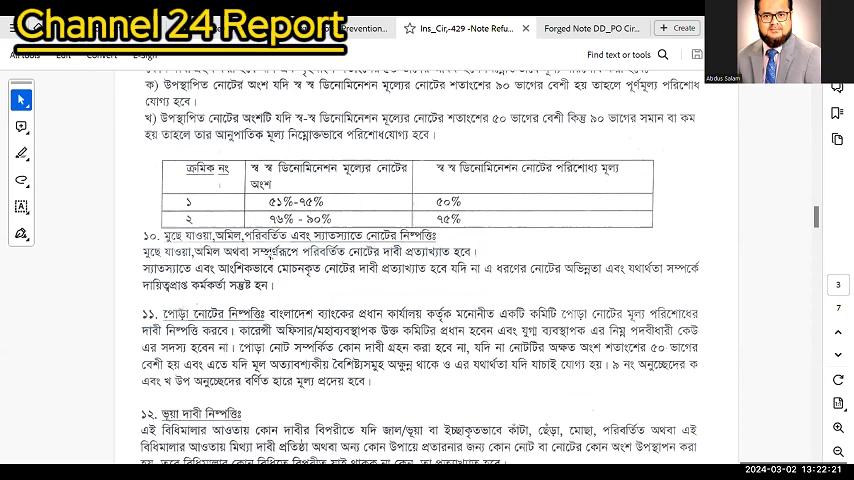 Channel 24 Report
Prevention...
Ins_Cir,-429 -Note Refu...
Forged Note DD_PO Cir...
Create
Find text or tools
Abdus Salam
ক) উপস্থাপিত নোটের অংশ যদি স্ব স্ব ডিনোমিনেশন মূল্যের নোটের শতাংশের ৯০ ভাগের বেশী হয় তাহলে পূর্ণমূল্য পরিশোধ
যোগ্য হবে।
খ) উপস্থাপিত নোটের অংশটি যদি স্ব-স্ব ডিনোমিনেশন মূল্যের নোটের শতাংশের ৫০ ভাগের বেশী কিন্তু ৯০ ভাগের সমান বা কম
হয় তাহলে তার আনুপাতিক মূল্য নিম্নোক্তভাবে পরিশোধযোগ্য হবে।
ক্রমিক নং স্ব স্ব ডিনোমিনেশন মূল্যের নোটের অংশ স্ব স্ব ডিনোমিনেশন নোটের পরিশোধ্য মূল্য
১ ৫১%-৭৫% ৫০%
২ ৭৬% - ৯০% ৭৫%
১০. মুছে যাওয়া,অমিল,পরিবর্তিত এবং স্যাতস্যাতে নোটের নিষ্পত্তিঃ
মুছে যাওয়া,অমিল অথবা সম্পূর্ণরূপে পরিবর্তিত নোটের দাবী প্রত্যাখ্যাত হবে।
স্যাতস্যাতে এবং আংশিকভাবে মোচনকৃত নোটের দাবী প্রত্যাখ্যাত হবে যদি না এ ধরণের নোটের অভিন্নতা এবং যথার্থতা সম্পর্কে
দায়িত্বপ্রাপ্ত কর্মকর্তা সন্তুষ্ট হন।
১১. পোড়া নোটের নিষ্পত্তিঃ বাংলাদেশ ব্যাংকের প্রধান কার্যালয় কর্তৃক মনোনীত একটি কমিটি পোড়া নোটের মূল্য পরিশোধের
দাবী নিষ্পত্তি করবে। কারেন্সী অফিসার/মহাব্যবস্থাপক উক্ত কমিটির প্রধান হবেন এবং যুগ্ম ব্যবস্থাপক এর নিম্ন পদবীধারী কেউ
এর সদস্য হবেন না। পোড়া নোট সম্পর্কিত কোন দাবী গ্রহন করা হবে না, যদি না নোটটির অক্ষত অংশ শতাংশের ৫০ ভাগের
বেশী হয় এবং এতে যদি মূল অত্যাবশ্যকীয় বৈশিষ্ট্যসমুহ অক্ষুন্ন থাকে ও এর যথার্থতা যদি যাচাই যোগ্য হয়। ৯ নং অনুচ্ছেদের ক
এবং খ উপ অনুচ্ছেদের বর্ণিত হারে মূল্য প্রদেয় হবে।
১২. ভূয়া দাবী নিষ্পত্তিঃ
এই বিধিমালার আওতায় কোন দাবীর বিপরীতে যদি জাল/ভূয়া বা ইচ্ছাকৃতভাবে কাঁটা, ছেঁড়া, মোছা, পরিবর্তিত অথবা এই
বিধিমালার আওতায় মিথ্যা দাবী প্রতিষ্ঠা অথবা অন্য কোন উপায়ে প্রতারনার জন্য কোন নোট বা নোটের কোন অংশ উপস্থাপন করা
3
7
2024-03-02 13:22:21